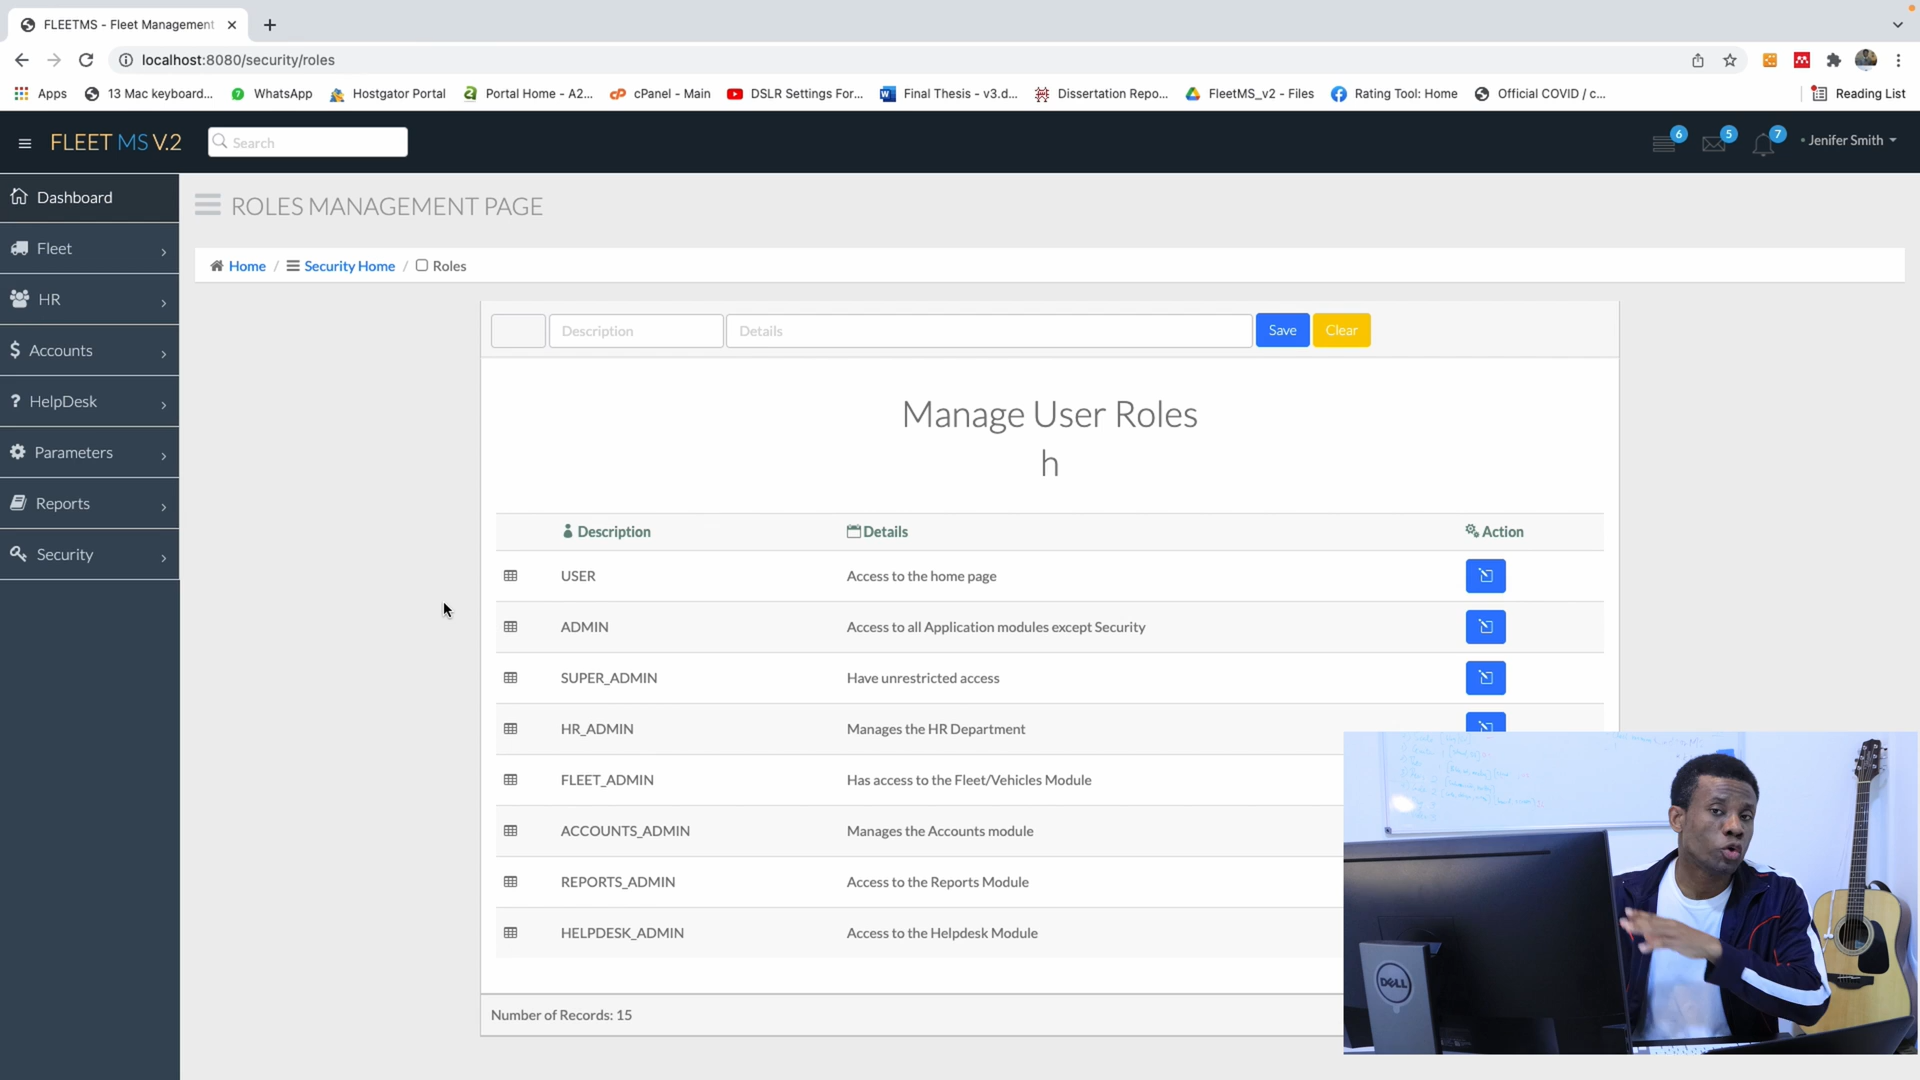 FLEETMS - Fleet Management
localhost:8080/security/roles
Apps 13 Mac keyboard... WhatsApp Hostgator Portal Portal Home - A2... cPanel - Main DSLR Settings For... Final Thesis - v3.d... Dissertation Repo... FleetMS_v2 - Files Rating Tool: Home Official COVID / c... Reading List
FLEET MS V.2 Search 6 5 7 Jenifer Smith
Dashboard
Fleet
HR
Accounts
HelpDesk
Parameters
Reports
Security
ROLES MANAGEMENT PAGE
Home / Security Home / Roles
Description Details Save Clear
Manage User Roles
h
Description Details Action
USER Access to the home page
ADMIN Access to all Application modules except Security
SUPER_ADMIN Have unrestricted access
HR_ADMIN Manages the HR Department
FLEET_ADMIN Has access to the Fleet/Vehicles Module
ACCOUNTS_ADMIN Manages the Accounts module
REPORTS_ADMIN Access to the Reports Module
HELPDESK_ADMIN Access to the Helpdesk Module
Number of Records: 15
DELL